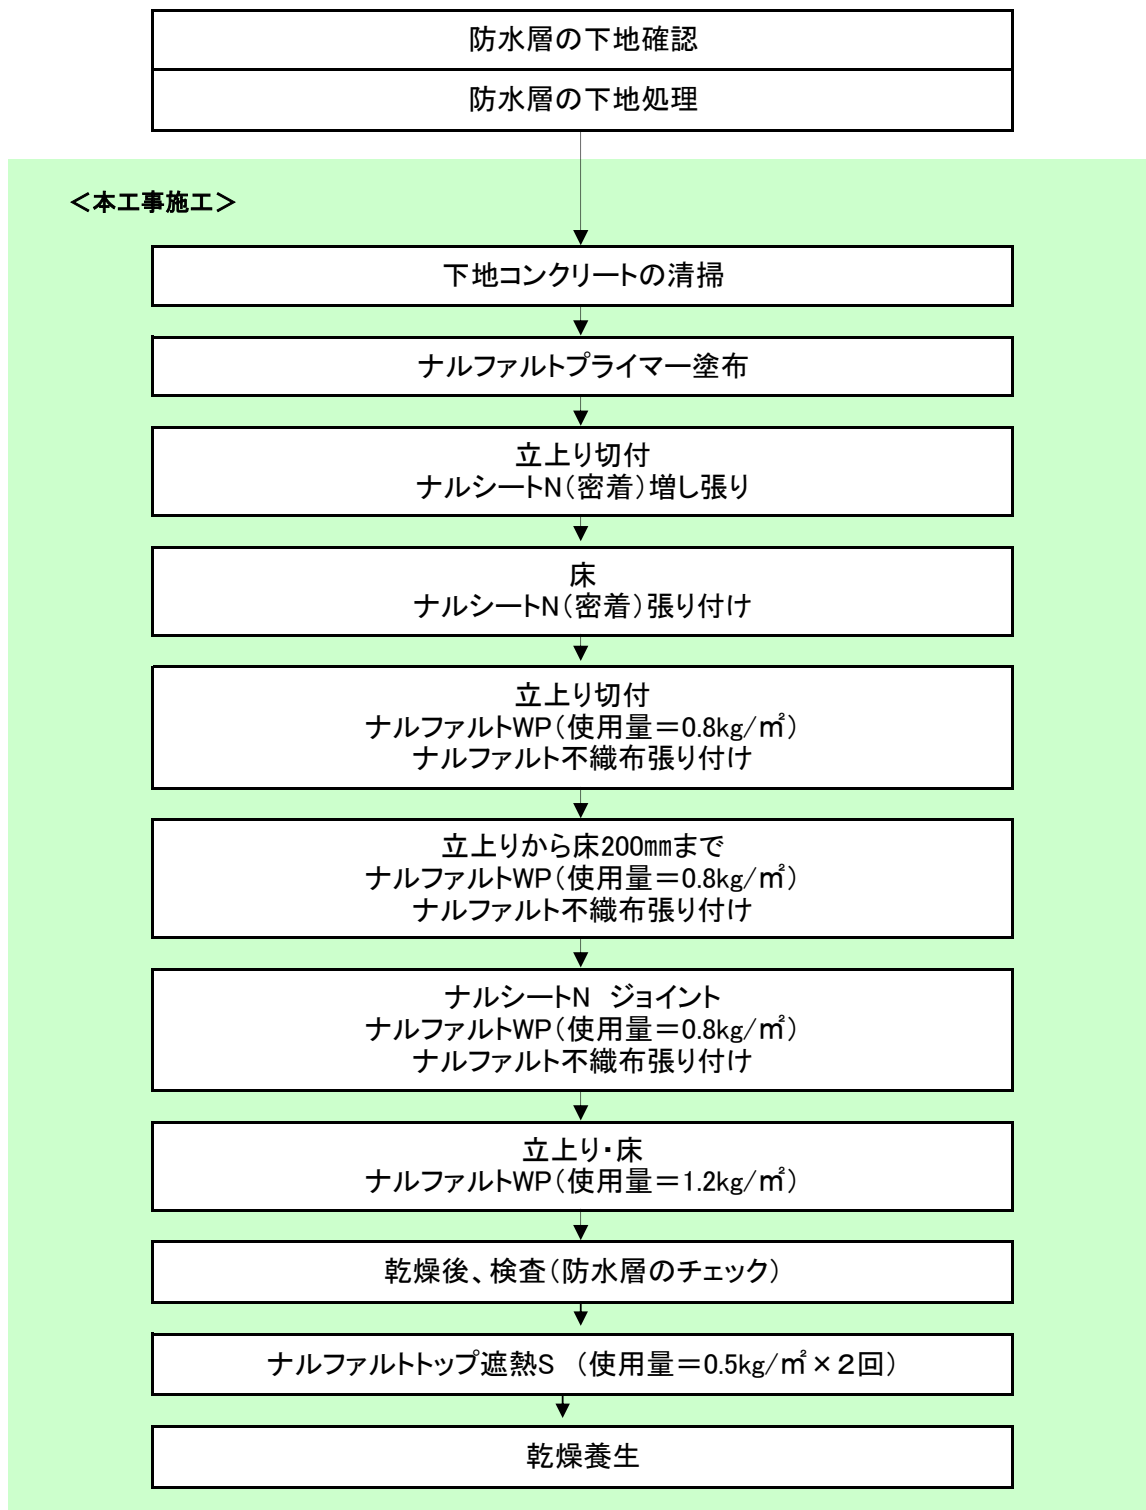 防水層の下地確認
防水層の下地処理
＜本工事施工＞
下地コンクリートの清掃
ナルファルトプライマー塗布
立上り切付
ナルシートN（密着）増し張り
床
ナルシートN（密着）張り付け
立上り切付
ナルファルトWP（使用量＝0.8kg/㎡）
ナルファルト不織布張り付け
立上りから床200㎜まで
ナルファルトWP（使用量＝0.8kg/㎡）
ナルファルト不織布張り付け
ナルシートN　ジョイント
ナルファルトWP（使用量＝0.8kg/㎡）
ナルファルト不織布張り付け
立上り・床
ナルファルトWP（使用量＝1.2kg/㎡）
乾燥後、検査（防水層のチェック）
ナルファルトトップ遮熱S　（使用量＝0.5kg/㎡×２回）
乾燥養生